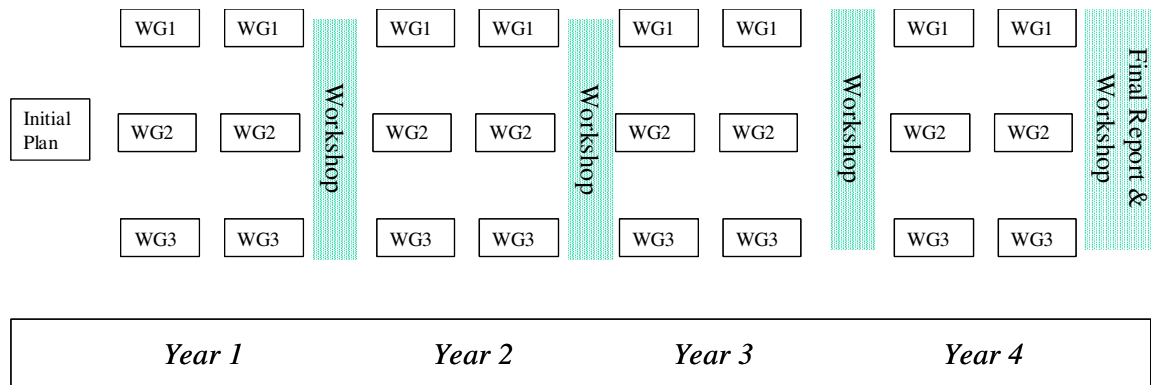 WG1 WG1 WG1 WG1 WG1 WG1 WG1 WG1
Initial
Plan
WG2 WG2 WG2 WG2 WG2 WG2 WG2 WG2
WG3 WG3 WG3 WG3 WG3 WG3 WG3 WG3
Workshop
Workshop
Workshop
Final Report &
Workshop
Year 1 Year 2 Year 3 Year 4